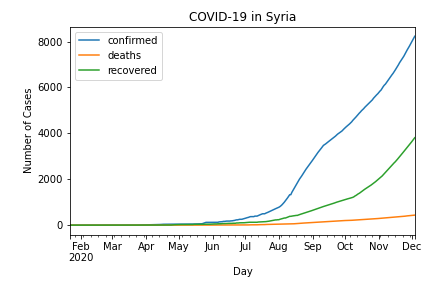 COVID-19 in Syria
confirmed
deaths
recovered
Number of Cases
8000
6000
4000
2000
0
Feb Mar Apr May Jun Jul Aug Sep Oct Nov Dec
2020
Day